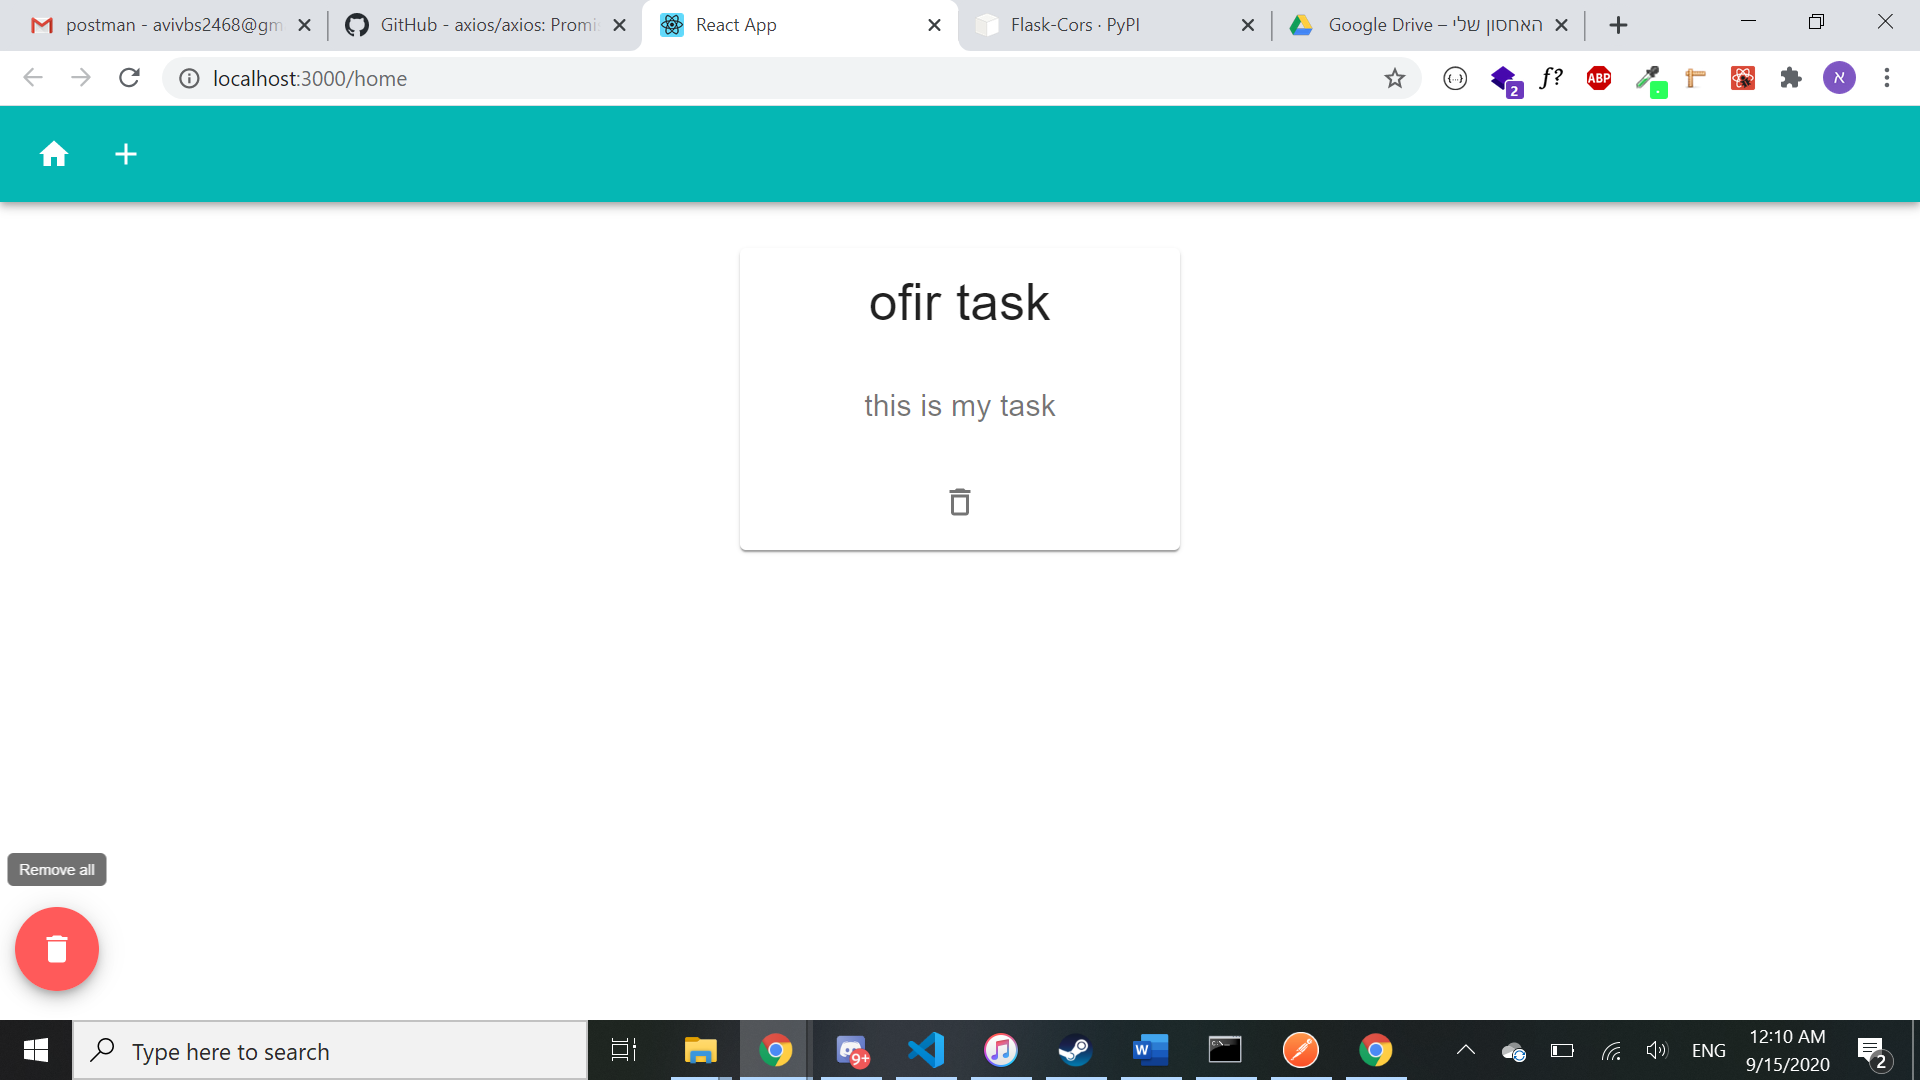 postman - avivbs2468@gm
GitHub - axios/axios: Promi
React App
Flask-Cors · PyPI
Google Drive – האחסון שלי
localhost:3000/home
{...}
2
f?
ABP
א
ofir task
this is my task
Remove all
Type here to search
9+
W
ENG
12:10 AM
9/15/2020
2